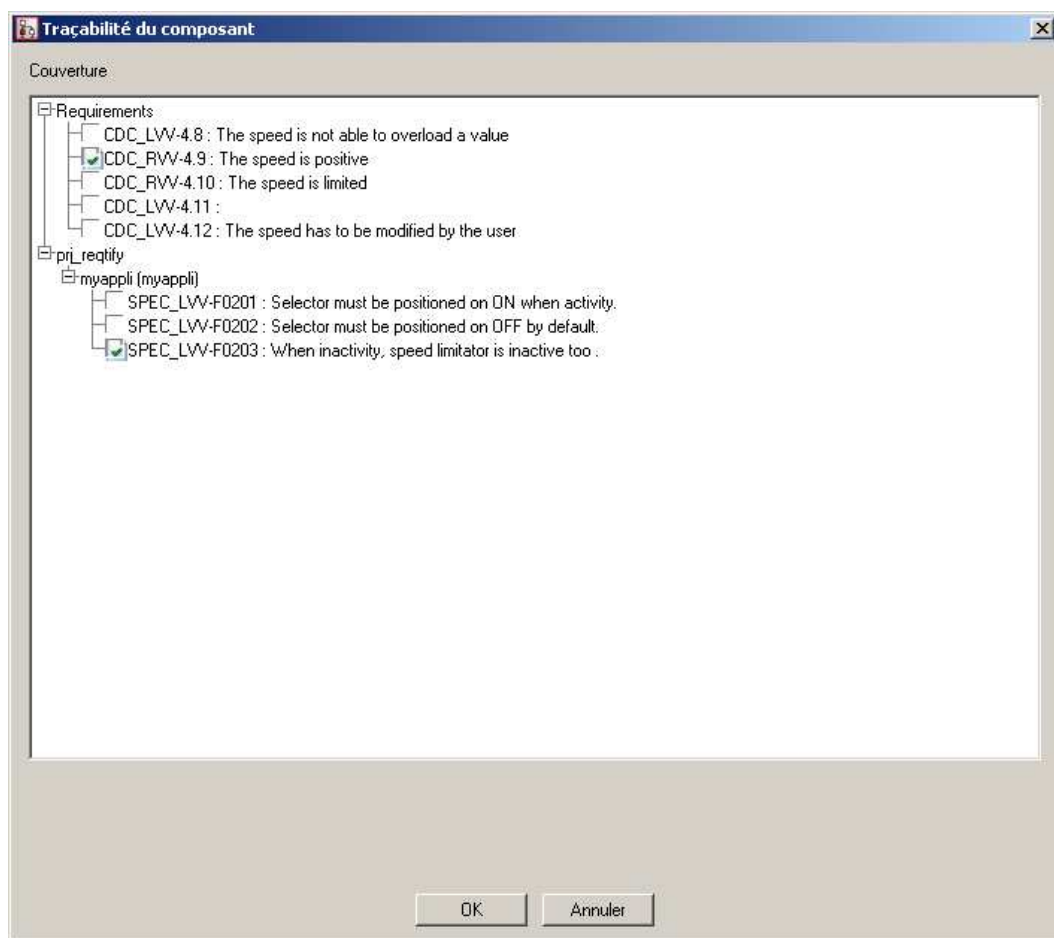 Traçabilité du composant
Couverture
Requirements
CDC_LVV-4.8 : The speed is not able to overload a value
CDC_RVV-4.9 : The speed is positive
CDC_RVV-4.10 : The speed is limited
CDC_LVV-4.11 :
CDC_LVV-4.12 : The speed has to be modified by the user
prj_reqtify
myappli (myappli)
SPEC_LVV-F0201 : Selector must be positioned on ON when activity.
SPEC_LVV-F0202 : Selector must be positioned on OFF by default.
SPEC_LVV-F0203 : When inactivity, speed limitator is inactive too .
OK Annuler